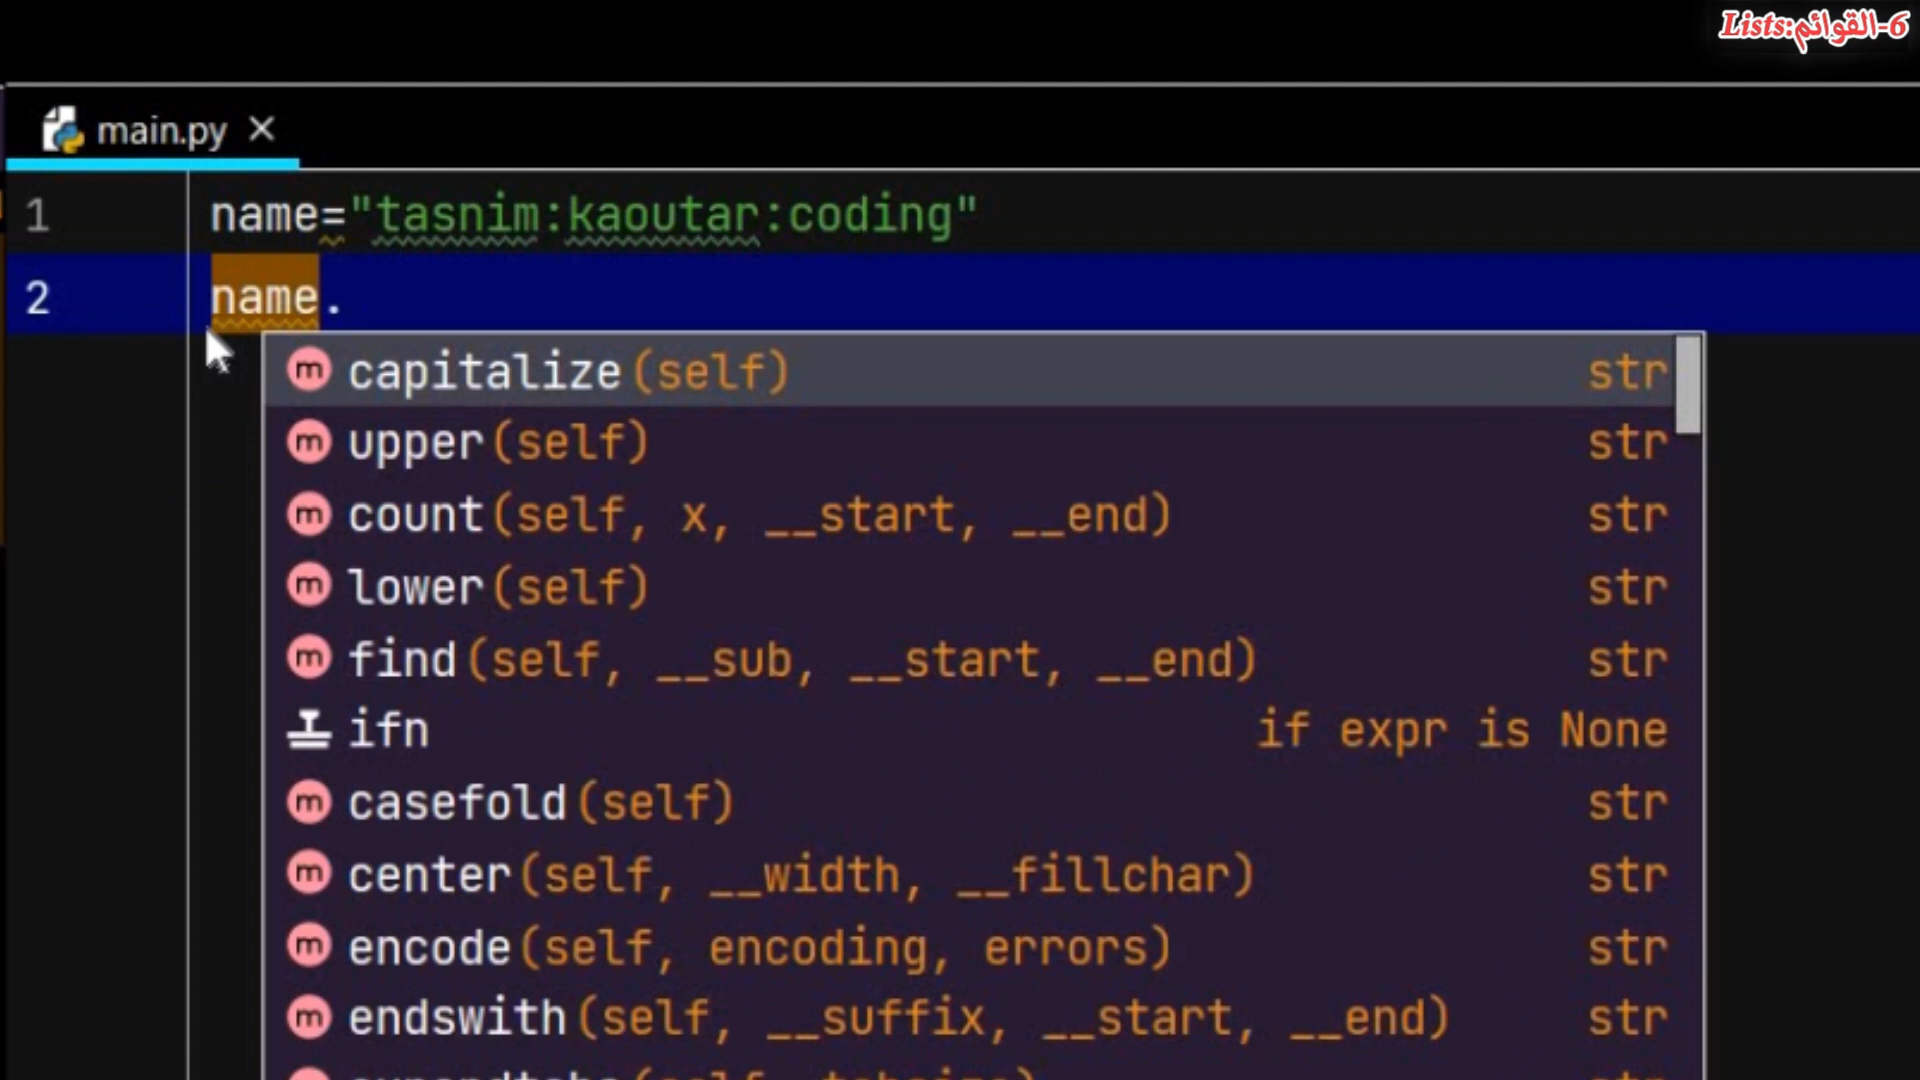 6-القوائم:Lists
main.py
1 name="tasnim:kaoutar:coding"
2 name.
m capitalize(self) str
m upper(self) str
m count(self, x, __start, __end) str
m lower(self) str
m find(self, __sub, __start, __end) str
ifn if expr is None
m casefold(self) str
m center(self, __width, __fillchar) str
m encode(self, encoding, errors) str
m endswith(self, __suffix, __start, __end) str